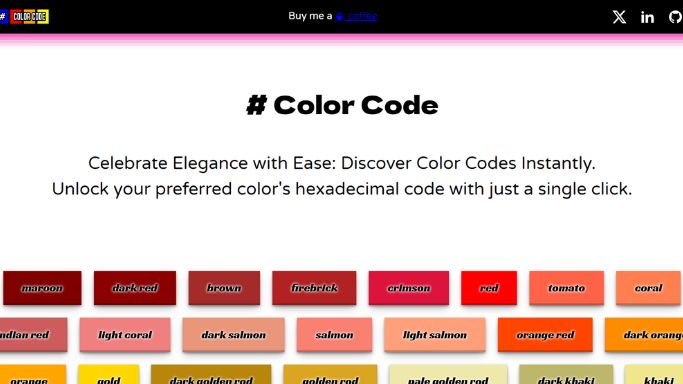 # COLOR CODE
Buy me a coffee
# Color Code
Celebrate Elegance with Ease: Discover Color Codes Instantly.
Unlock your preferred color's hexadecimal code with just a single click.
maroon dark red brown firebrick crimson red tomato coral
ndian red light coral dark salmon salmon light salmon orange red dark orang
orange gold dark golden rod golden rod pale golden rod dark khaki khaki